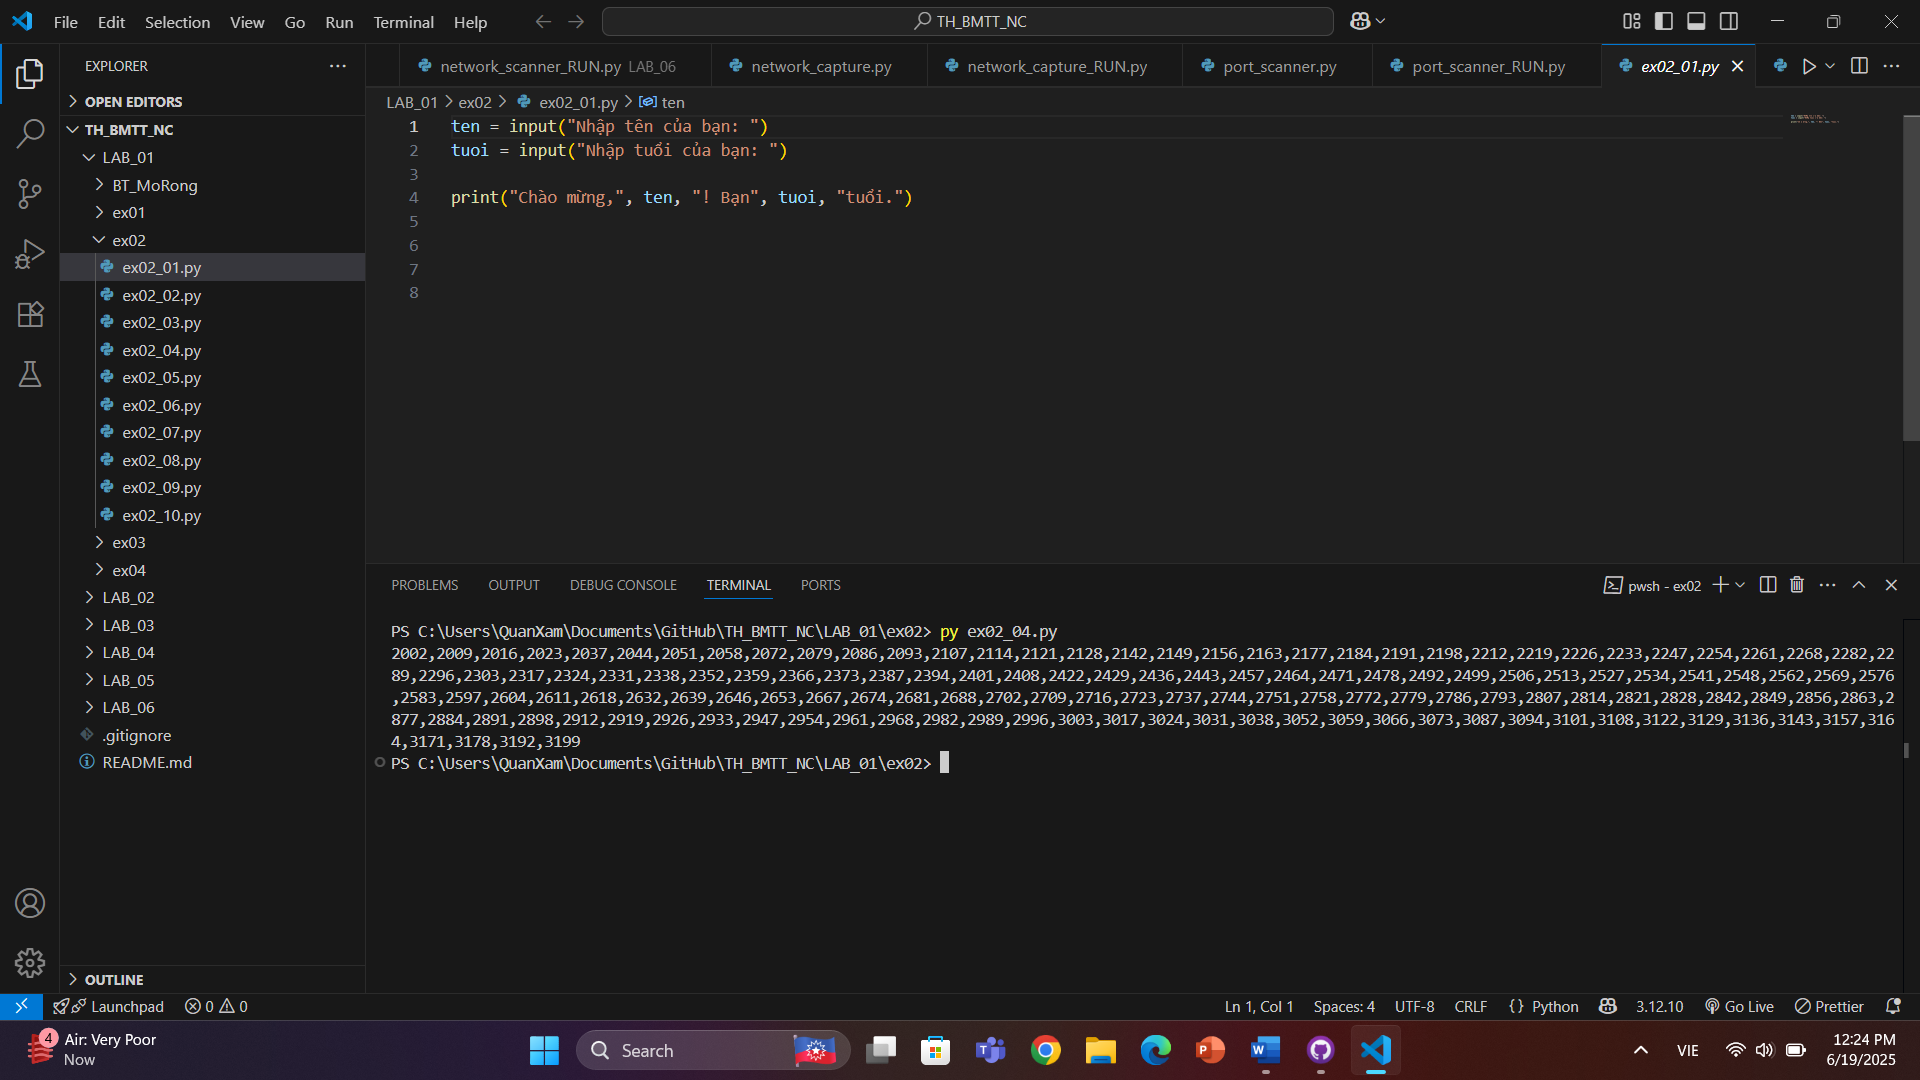 File Edit Selection View Go Run Terminal Help
TH_BMTT_NC
EXPLORER
OPEN EDITORS
TH_BMTT_NC
LAB_01
BT_MoRong
ex01
ex02
ex02_01.py
ex02_02.py
ex02_03.py
ex02_04.py
ex02_05.py
ex02_06.py
ex02_07.py
ex02_08.py
ex02_09.py
ex02_10.py
ex03
ex04
LAB_02
LAB_03
LAB_04
LAB_05
LAB_06
.gitignore
README.md
OUTLINE
network_scanner_RUN.py LAB_06 network_capture.py network_capture_RUN.py port_scanner.py port_scanner_RUN.py ex02_01.py
LAB_01 > ex02 > ex02_01.py > ten
1 ten = input("Nhập tên của bạn: ")
2 tuoi = input("Nhập tuổi của bạn: ")
3
4 print("Chào mừng,", ten, "! Bạn", tuoi, "tuổi.")
5
6
7
8
PROBLEMS OUTPUT DEBUG CONSOLE TERMINAL PORTS
pwsh - ex02
PS C:\Users\QuanXam\Documents\GitHub\TH_BMTT_NC\LAB_01\ex02> py ex02_04.py
2002,2009,2016,2023,2037,2044,2051,2058,2072,2079,2086,2093,2107,2114,2121,2128,2142,2149,2156,2163,2177,2184,2191,2198,2212,2219,2226,2233,2247,2254,2261,2268,2282,22
89,2296,2303,2317,2324,2331,2338,2352,2359,2366,2373,2387,2394,2401,2408,2422,2429,2436,2443,2457,2464,2471,2478,2492,2499,2506,2513,2527,2534,2541,2548,2562,2569,2576
,2583,2597,2604,2611,2618,2632,2639,2646,2653,2667,2674,2681,2688,2702,2709,2716,2723,2737,2744,2751,2758,2772,2779,2786,2793,2807,2814,2821,2828,2842,2849,2856,2863,2
877,2884,2891,2898,2912,2919,2926,2933,2947,2954,2961,2968,2982,2989,2996,3003,3017,3024,3031,3038,3052,3059,3066,3073,3087,3094,3101,3108,3122,3129,3136,3143,3157,316
4,3171,3178,3192,3199
PS C:\Users\QuanXam\Documents\GitHub\TH_BMTT_NC\LAB_01\ex02>
Launchpad 0 0
Ln 1, Col 1 Spaces: 4 UTF-8 CRLF {} Python 3.12.10 Go Live Prettier
4 Air: Very Poor
Now
Search
VIE
12:24 PM
6/19/2025